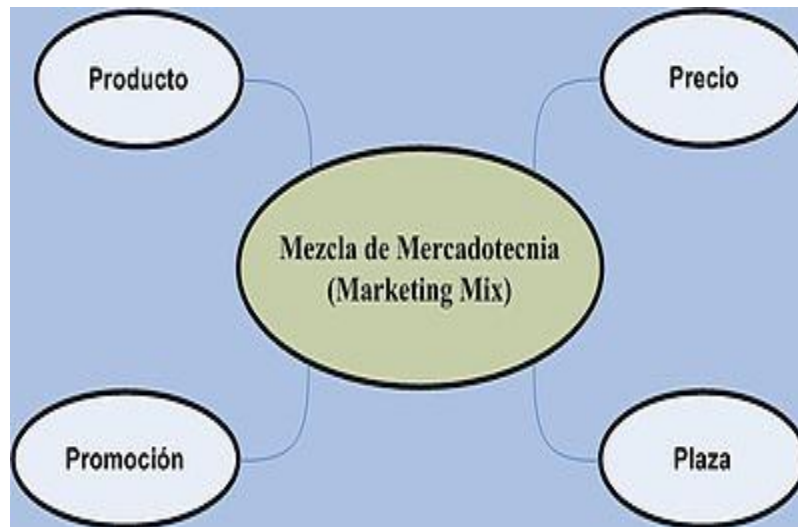 Producto
Precio
Mezcla de Mercadotecnia
(Marketing Mix)
Promoción
Plaza